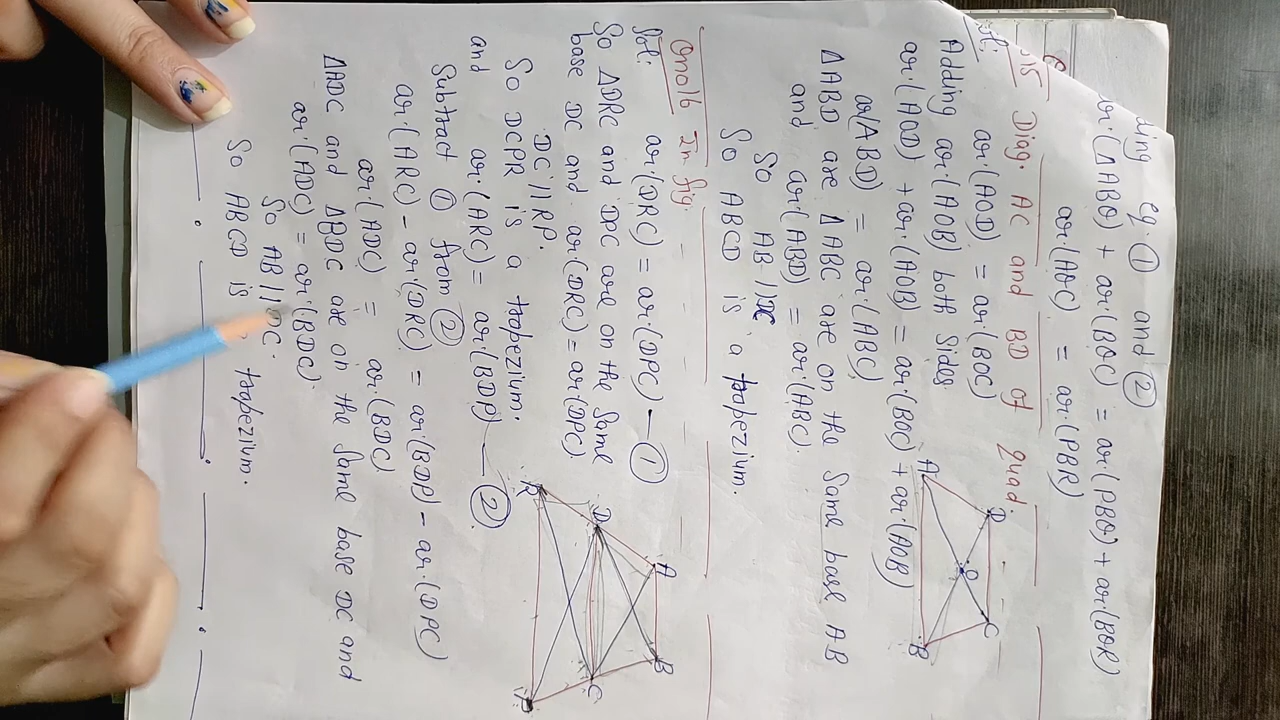 ding eq. ① and ②
ar·(ΔABO) + ar·(BOC) = ar·(PBO) + ar·(BOR)
ar·(AOC) = ar·(PBR)
15 Diag. AC and BD of quad. - -
ar·(AOD) = ar·(BOC)
Adding ar·(AOB) both Sides
ar·(AOD) + ar·(AOB) = ar·(BOC) + ar·(AOB)
ar(ABD) = ar·(ABC)
ΔABD are ΔABC are on the Same base AB
and ar·(ABD) = ar·(ABC).
So AB || DC
So ABCD is a trapezium.
A
D
O
C
B
Qno16 In fig. - - - - - -
Sol: ar·(DRC) = ar·(DPC) — ①
So ΔDRC and DPC are on the Same
base DC and ar·(DRC) = ar·(DPC)
DC || RP.
So DCPR is a trapezium.
and ar·(ARC) = ar(BDP) — ②
Subtract ① from ②
ar·(ARC) - ar(DRC) = ar·(BDP) - ar·(DPC)
ar·(ADC) = ar·(BDC)
ΔADC and ΔBDC are on the Same base DC and
ar·(ADC) = ar·(BDC).
So AB || DC.
So ABCD is trapezium.
A
B
D
C
R
P